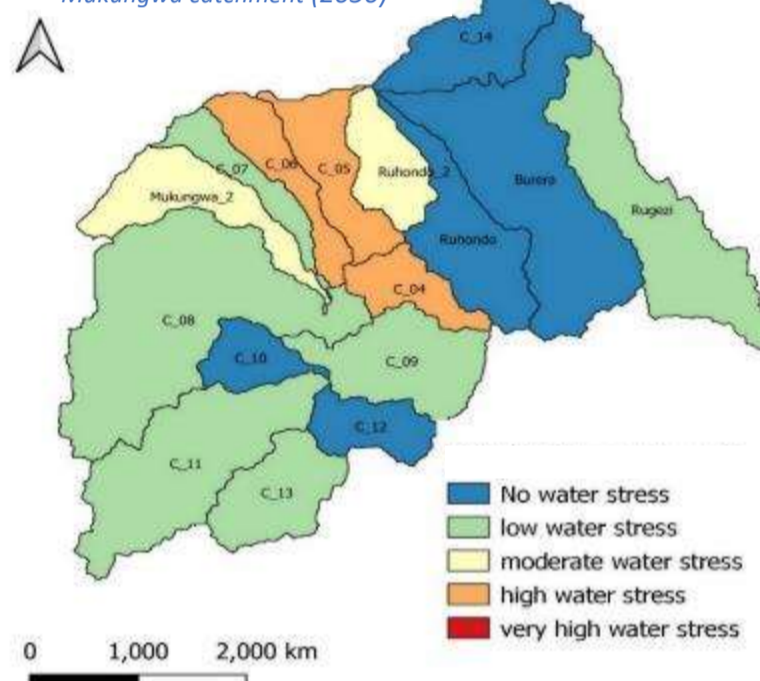 Mukungwa catchment (2050)
C_14
C_07
C_06
C_05
Ruhondo_2
Burera
Mukungwa_2
Rugezi
Ruhondo
C_04
C_08
C_10
C_09
C_12
C_11
C_13
No water stress
low water stress
moderate water stress
high water stress
very high water stress
0 1,000 2,000 km